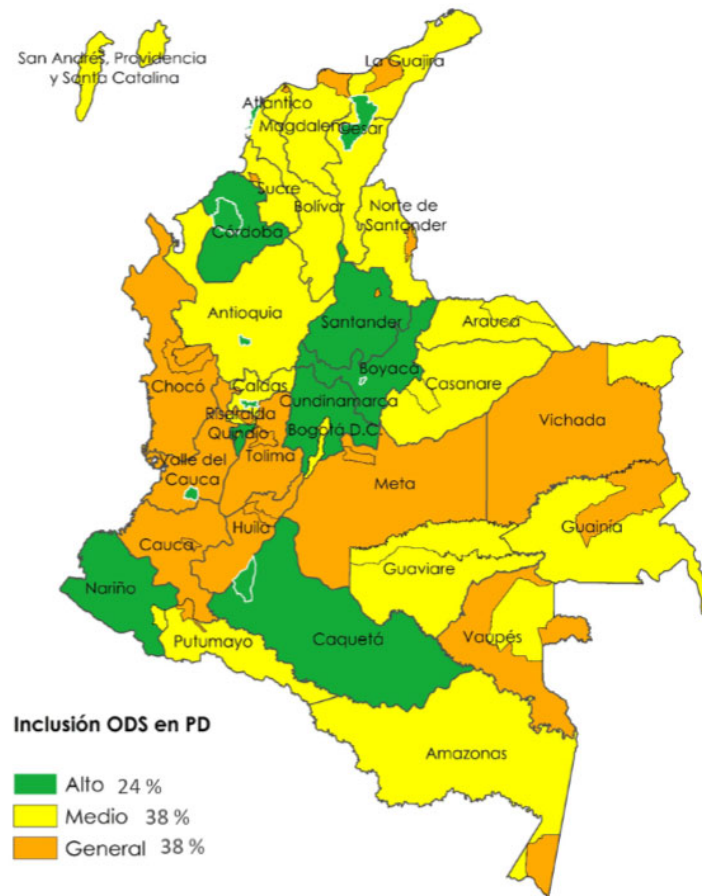 La Guajira
San Andrés, Providencia
y Santa Catalina
Atlantico
Magdalena
Cesar
Sucre
Bolívar
Norte de
Santander
Córdoba
Antioquia
Santander
Arauca
Boyacá
Casanare
Chocó
Caldas
Cundinamarca
Risaralda
Bogotá D.C.
Quindio
Vichada
Tolima
Valle del
Cauca
Meta
Huila
Cauca
Guainía
Guaviare
Nariño
Vaupés
Putumayo
Caquetá
Inclusión ODS en PD
Amazonas
Alto 24 %
Medio 38 %
General 38 %